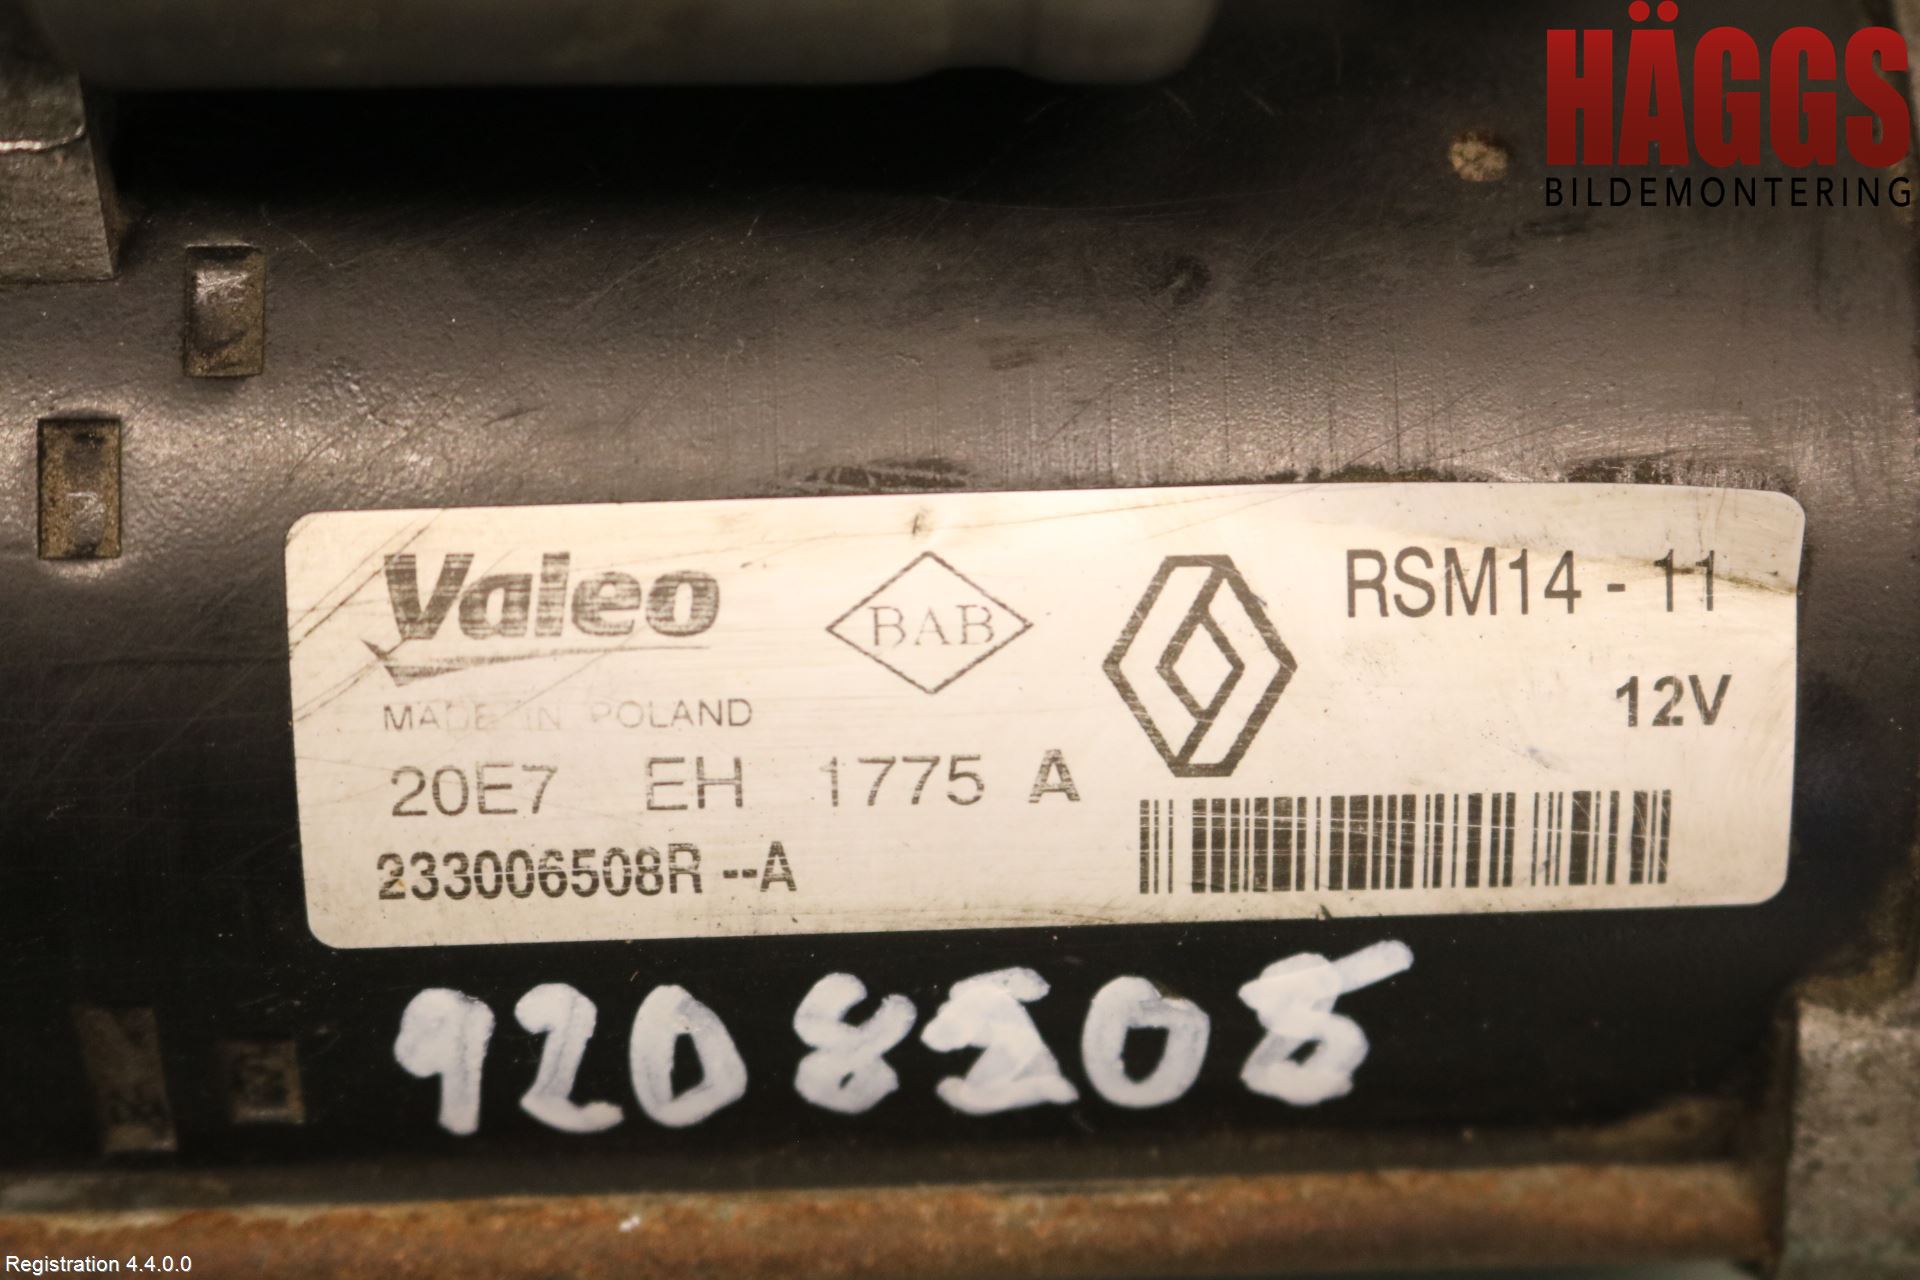 HÄGGS
BILDEMONTERING
Valeo
BAB
RSM14 - 11
12V
MADE IN POLAND
20E7 EH 1775 A
233006508R --A
9208505
Registration 4.4.0.0